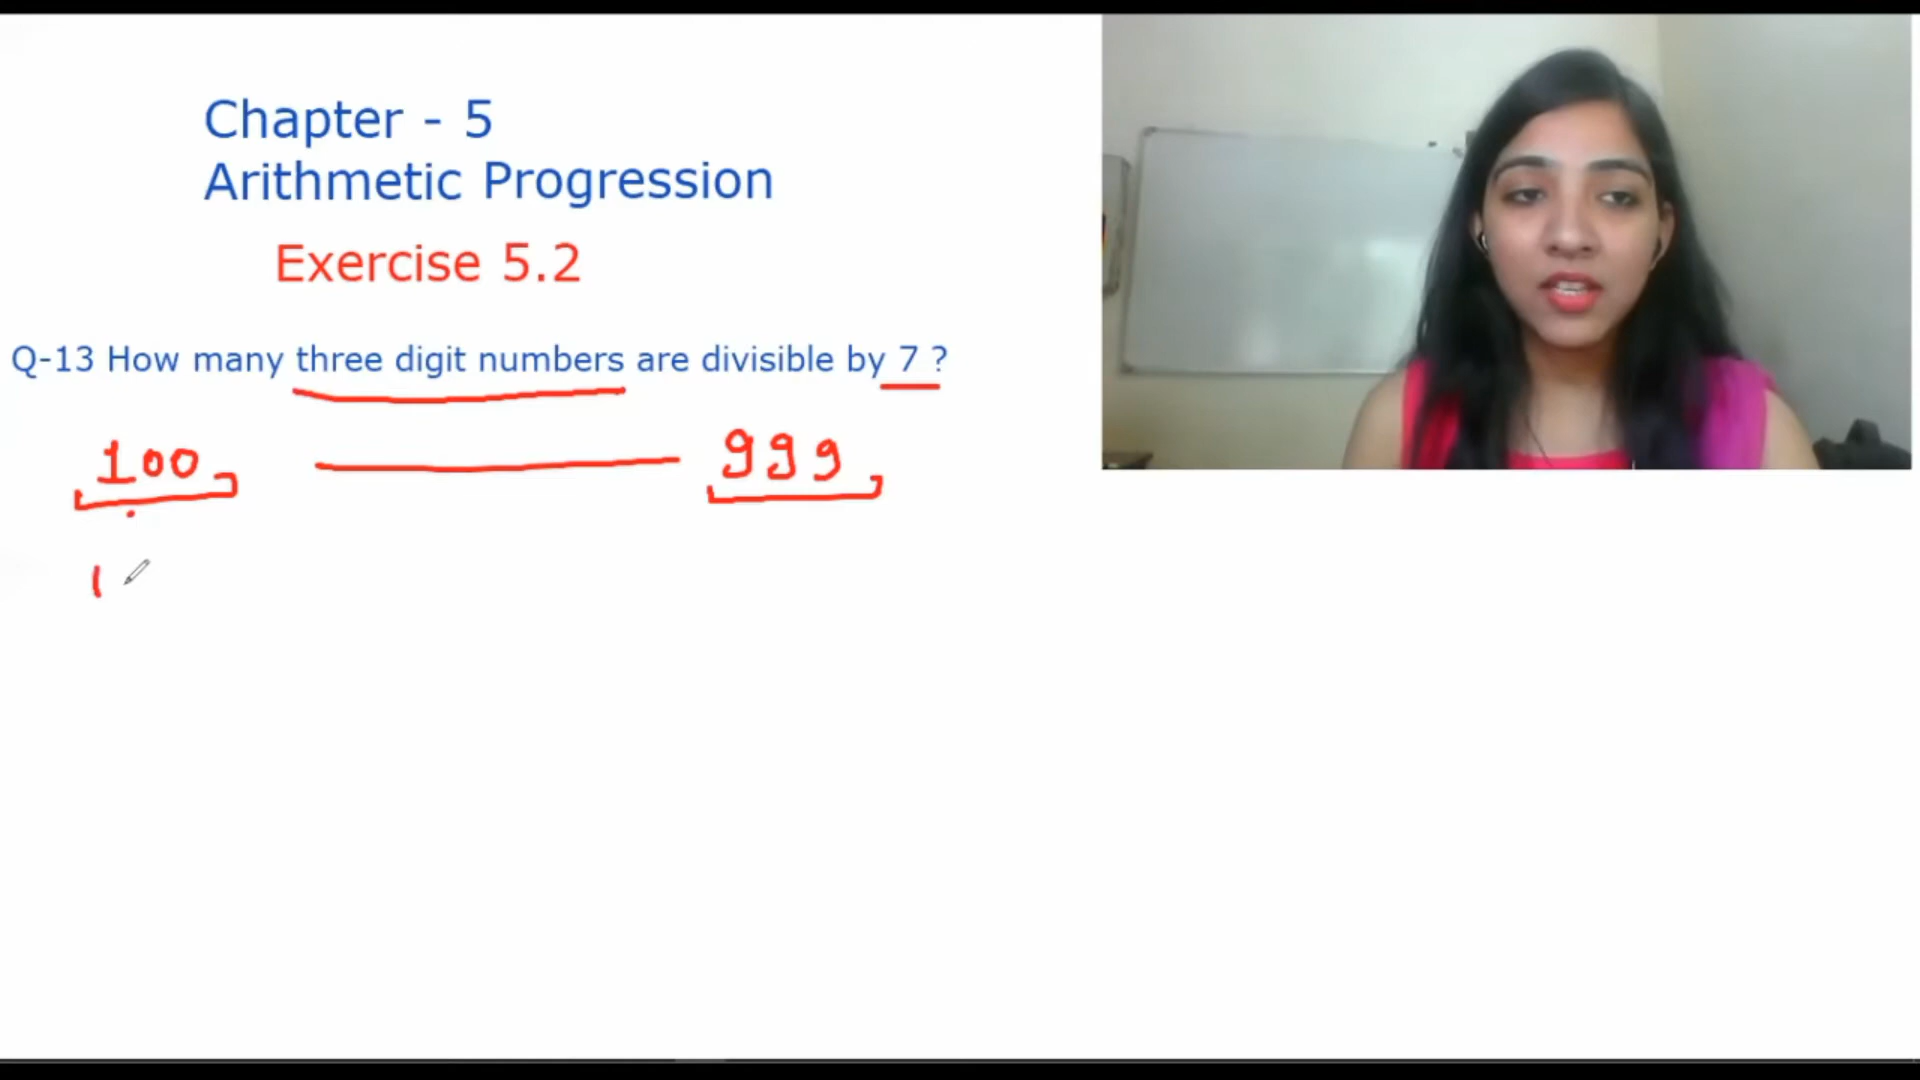 Chapter - 5
Arithmetic Progression
Exercise 5.2
Q-13 How many three digit numbers are divisible by 7 ?
100 999
1